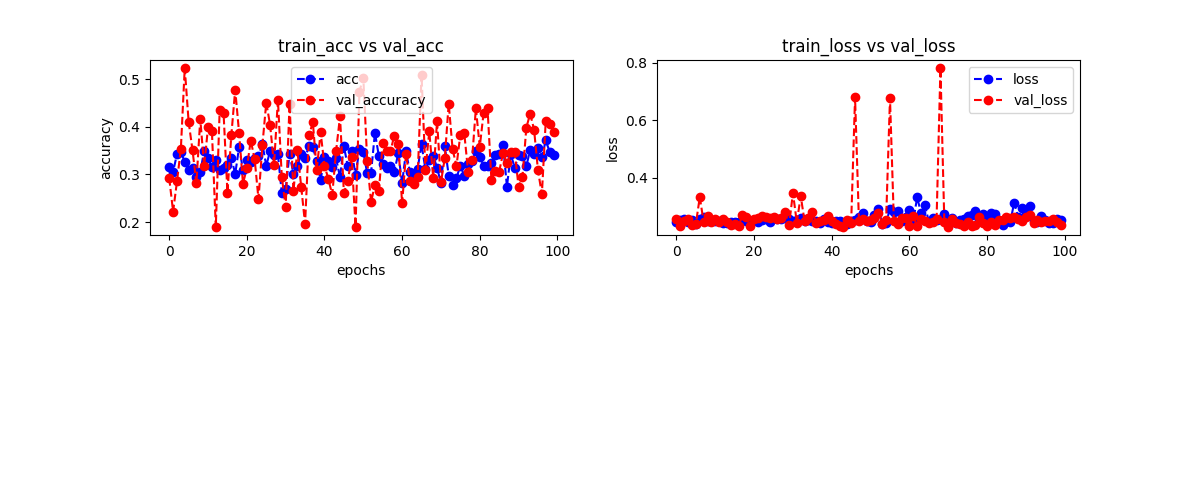 train_acc vs val_acc
acc
val_accuracy
accuracy
0.5
0.4
0.3
0.2
0 20 40 60 80 100
epochs
train_loss vs val_loss
loss
val_loss
loss
0.8
0.6
0.4
0 20 40 60 80 100
epochs